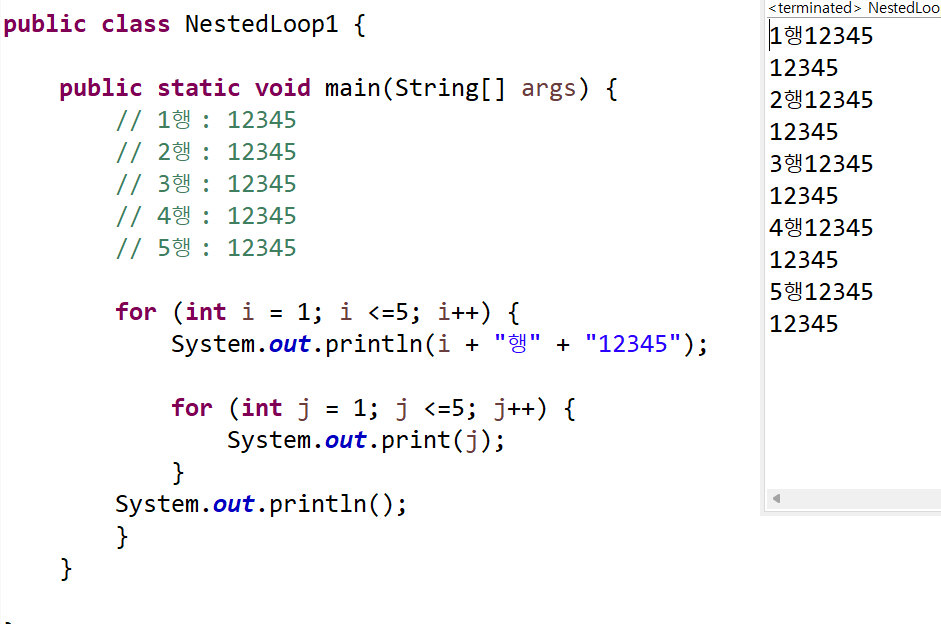 public class NestedLoop1 {
public static void main(String[] args) {
// 1행 : 12345
// 2행 : 12345
// 3행 : 12345
// 4행 : 12345
// 5행 : 12345
for (int i = 1; i <=5; i++) {
System.out.println(i + "행" + "12345");
for (int j = 1; j <=5; j++) {
System.out.print(j);
}
System.out.println();
}
}
<terminated> NestedLoo
1행12345
12345
2행12345
12345
3행12345
12345
4행12345
12345
5행12345
12345